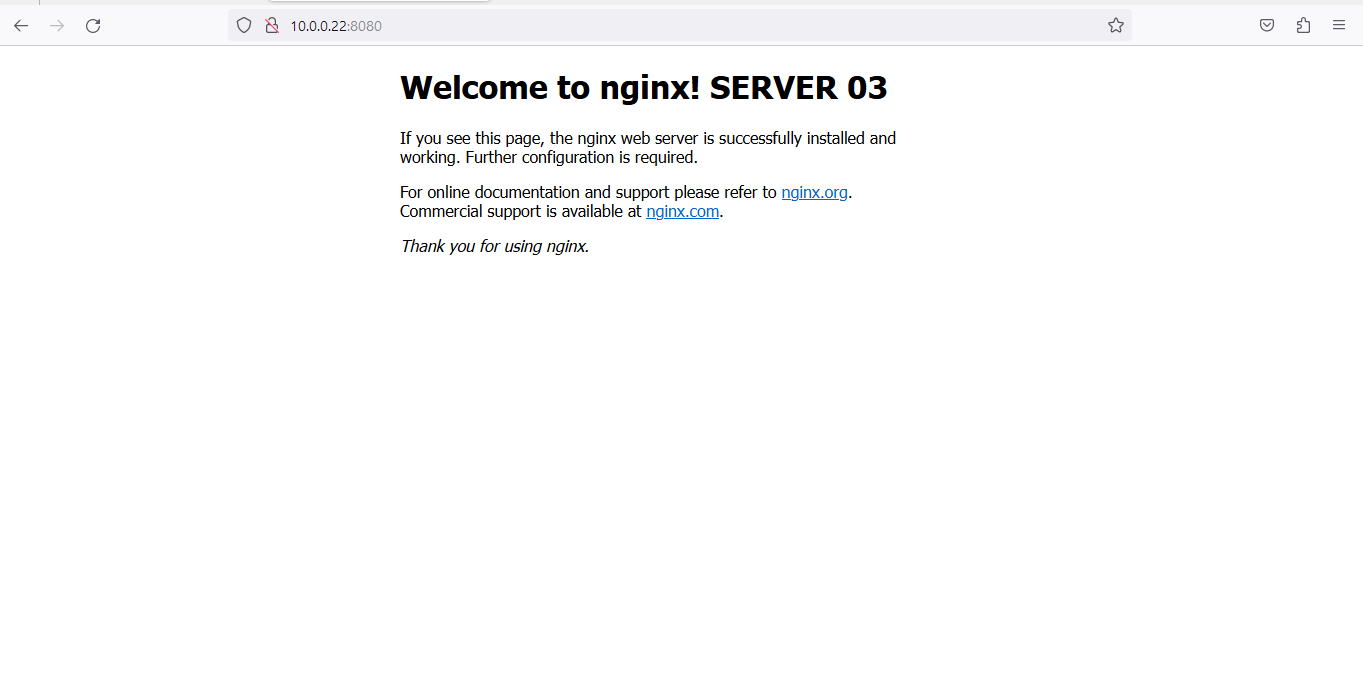 10.0.0.22:8080
Welcome to nginx! SERVER 03
If you see this page, the nginx web server is successfully installed and
working. Further configuration is required.
For online documentation and support please refer to nginx.org.
Commercial support is available at nginx.com.
Thank you for using nginx.